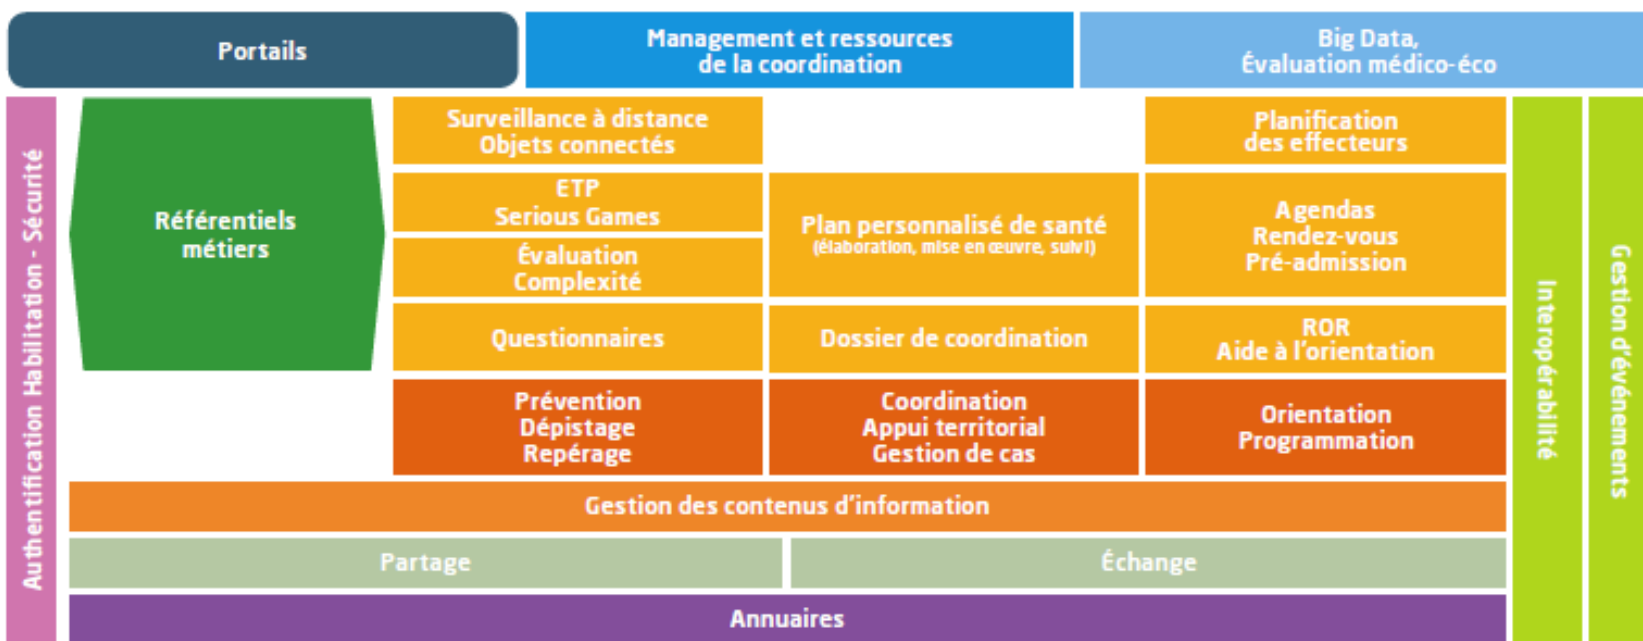 Portails
Management et ressources
de la coordination
Big Data,
Évaluation médico-éco
Authentification Habilitation - Sécurité
Référentiels
métiers
Surveillance à distance
Objets connectés
ETP
Serious Games
Évaluation
Complexité
Questionnaires
Prévention
Dépistage
Repérage
Plan personnalisé de santé
(élaboration, mise en œuvre, suivi)
Dossier de coordination
Coordination
Appui territorial
Gestion de cas
Planification
des effecteurs
Agendas
Rendez-vous
Pré-admission
ROR
Aide à l'orientation
Orientation
Programmation
Interopérabilité
Gestion d'événements
Gestion des contenus d'information
Partage
Échange
Annuaires